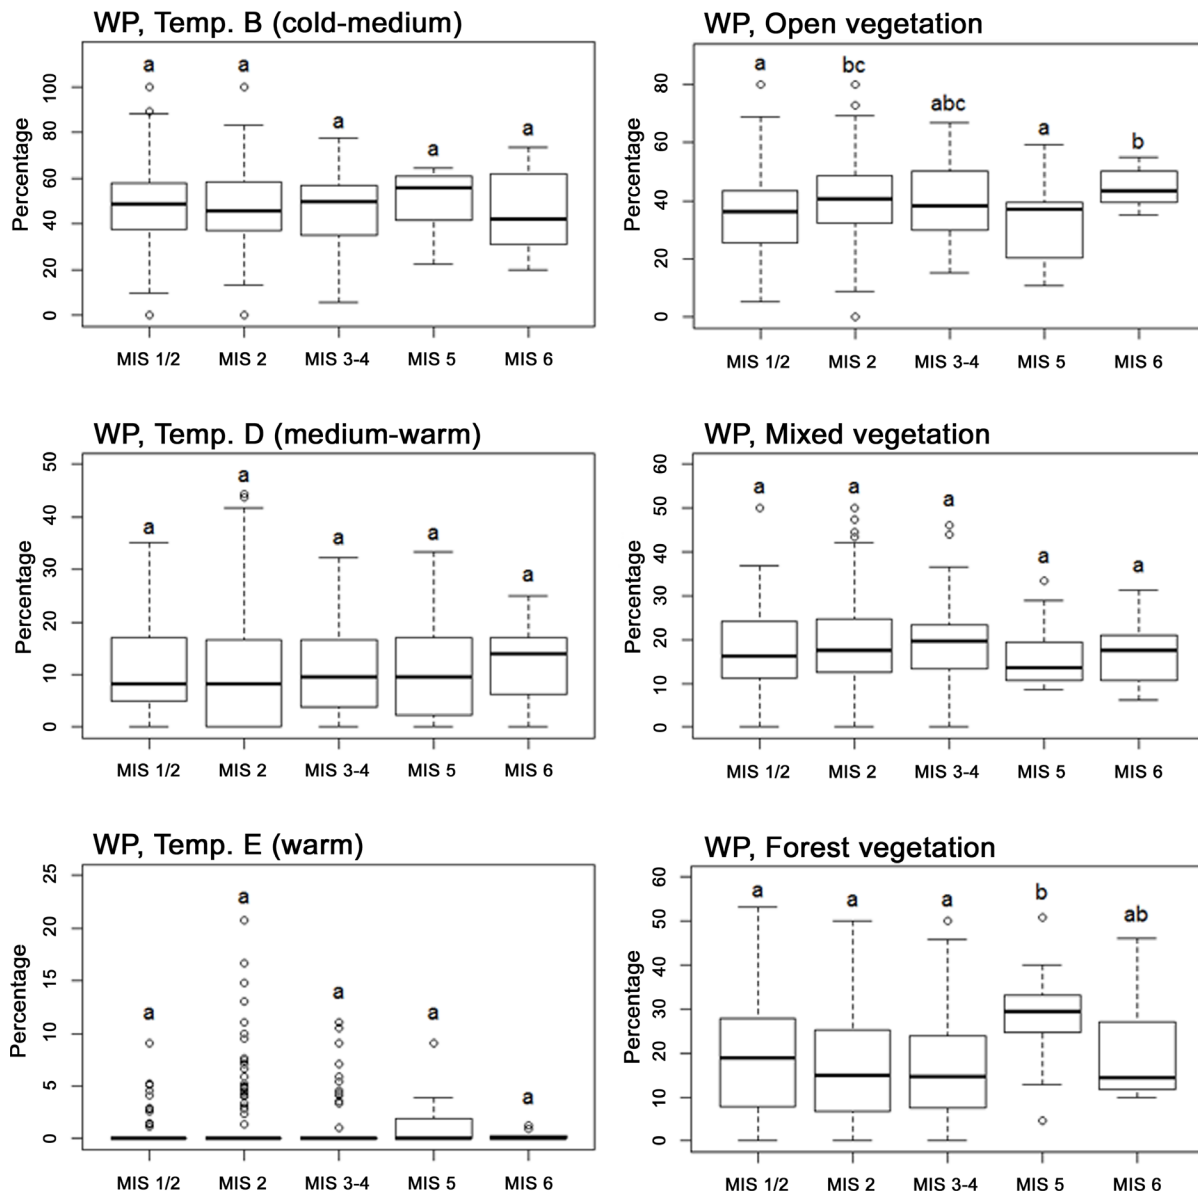 WP, Temp. B (cold-medium)
a a a a a
Percentage
0 20 40 60 80 100
MIS 1/2 MIS 2 MIS 3-4 MIS 5 MIS 6
WP, Open vegetation
a bc abc a b
Percentage
0 20 40 60 80
MIS 1/2 MIS 2 MIS 3-4 MIS 5 MIS 6
WP, Temp. D (medium-warm)
a a a a a
Percentage
0 10 20 30 40 50
MIS 1/2 MIS 2 MIS 3-4 MIS 5 MIS 6
WP, Mixed vegetation
a a a a a
Percentage
0 10 20 30 40 50 60
MIS 1/2 MIS 2 MIS 3-4 MIS 5 MIS 6
WP, Temp. E (warm)
a a a a a
Percentage
0 5 10 15 20 25
MIS 1/2 MIS 2 MIS 3-4 MIS 5 MIS 6
WP, Forest vegetation
a a a b ab
Percentage
0 10 20 30 40 50 60
MIS 1/2 MIS 2 MIS 3-4 MIS 5 MIS 6